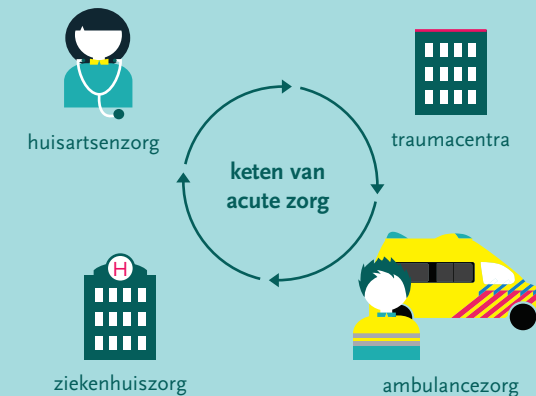 huisartsenzorg
traumacentra
keten van
acute zorg
H
ziekenhuiszorg
ambulancezorg